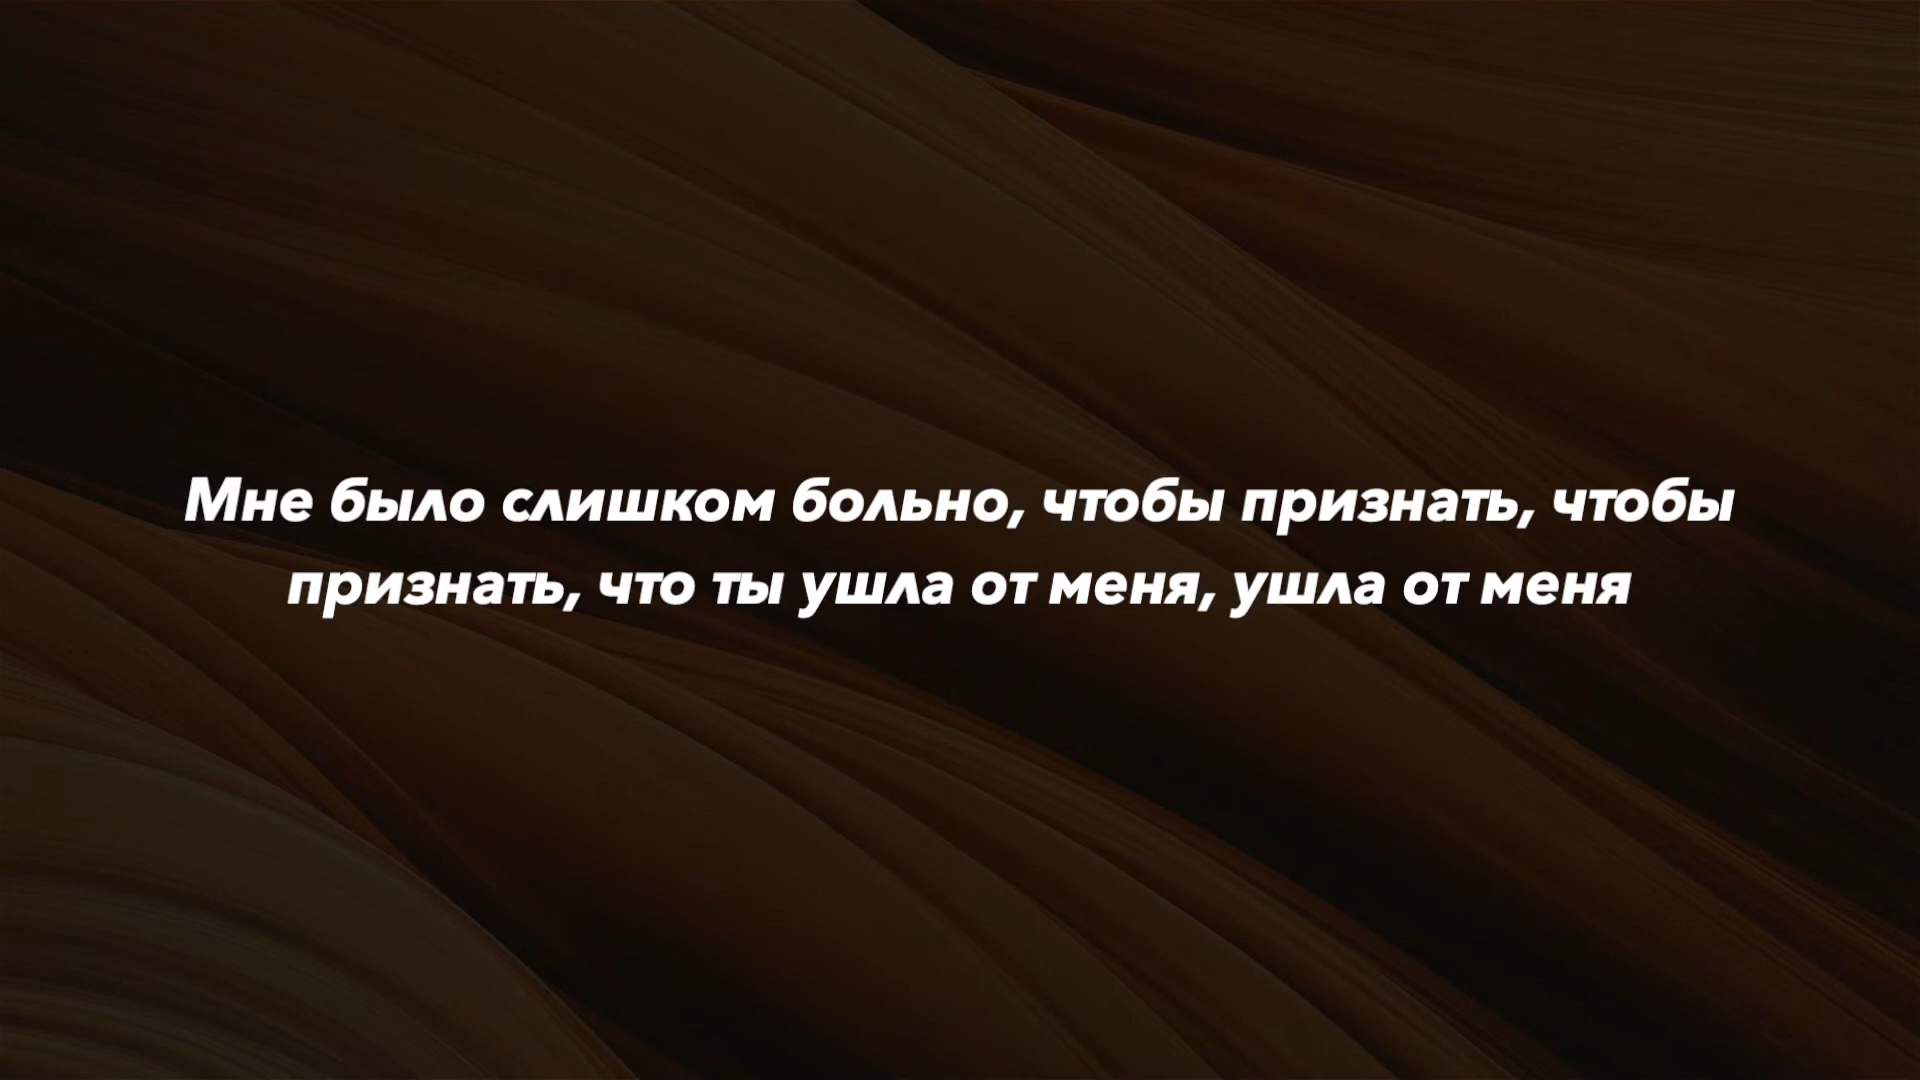 Мне было слишком больно, чтобы признать, чтобы
признать, что ты ушла от меня, ушла от меня